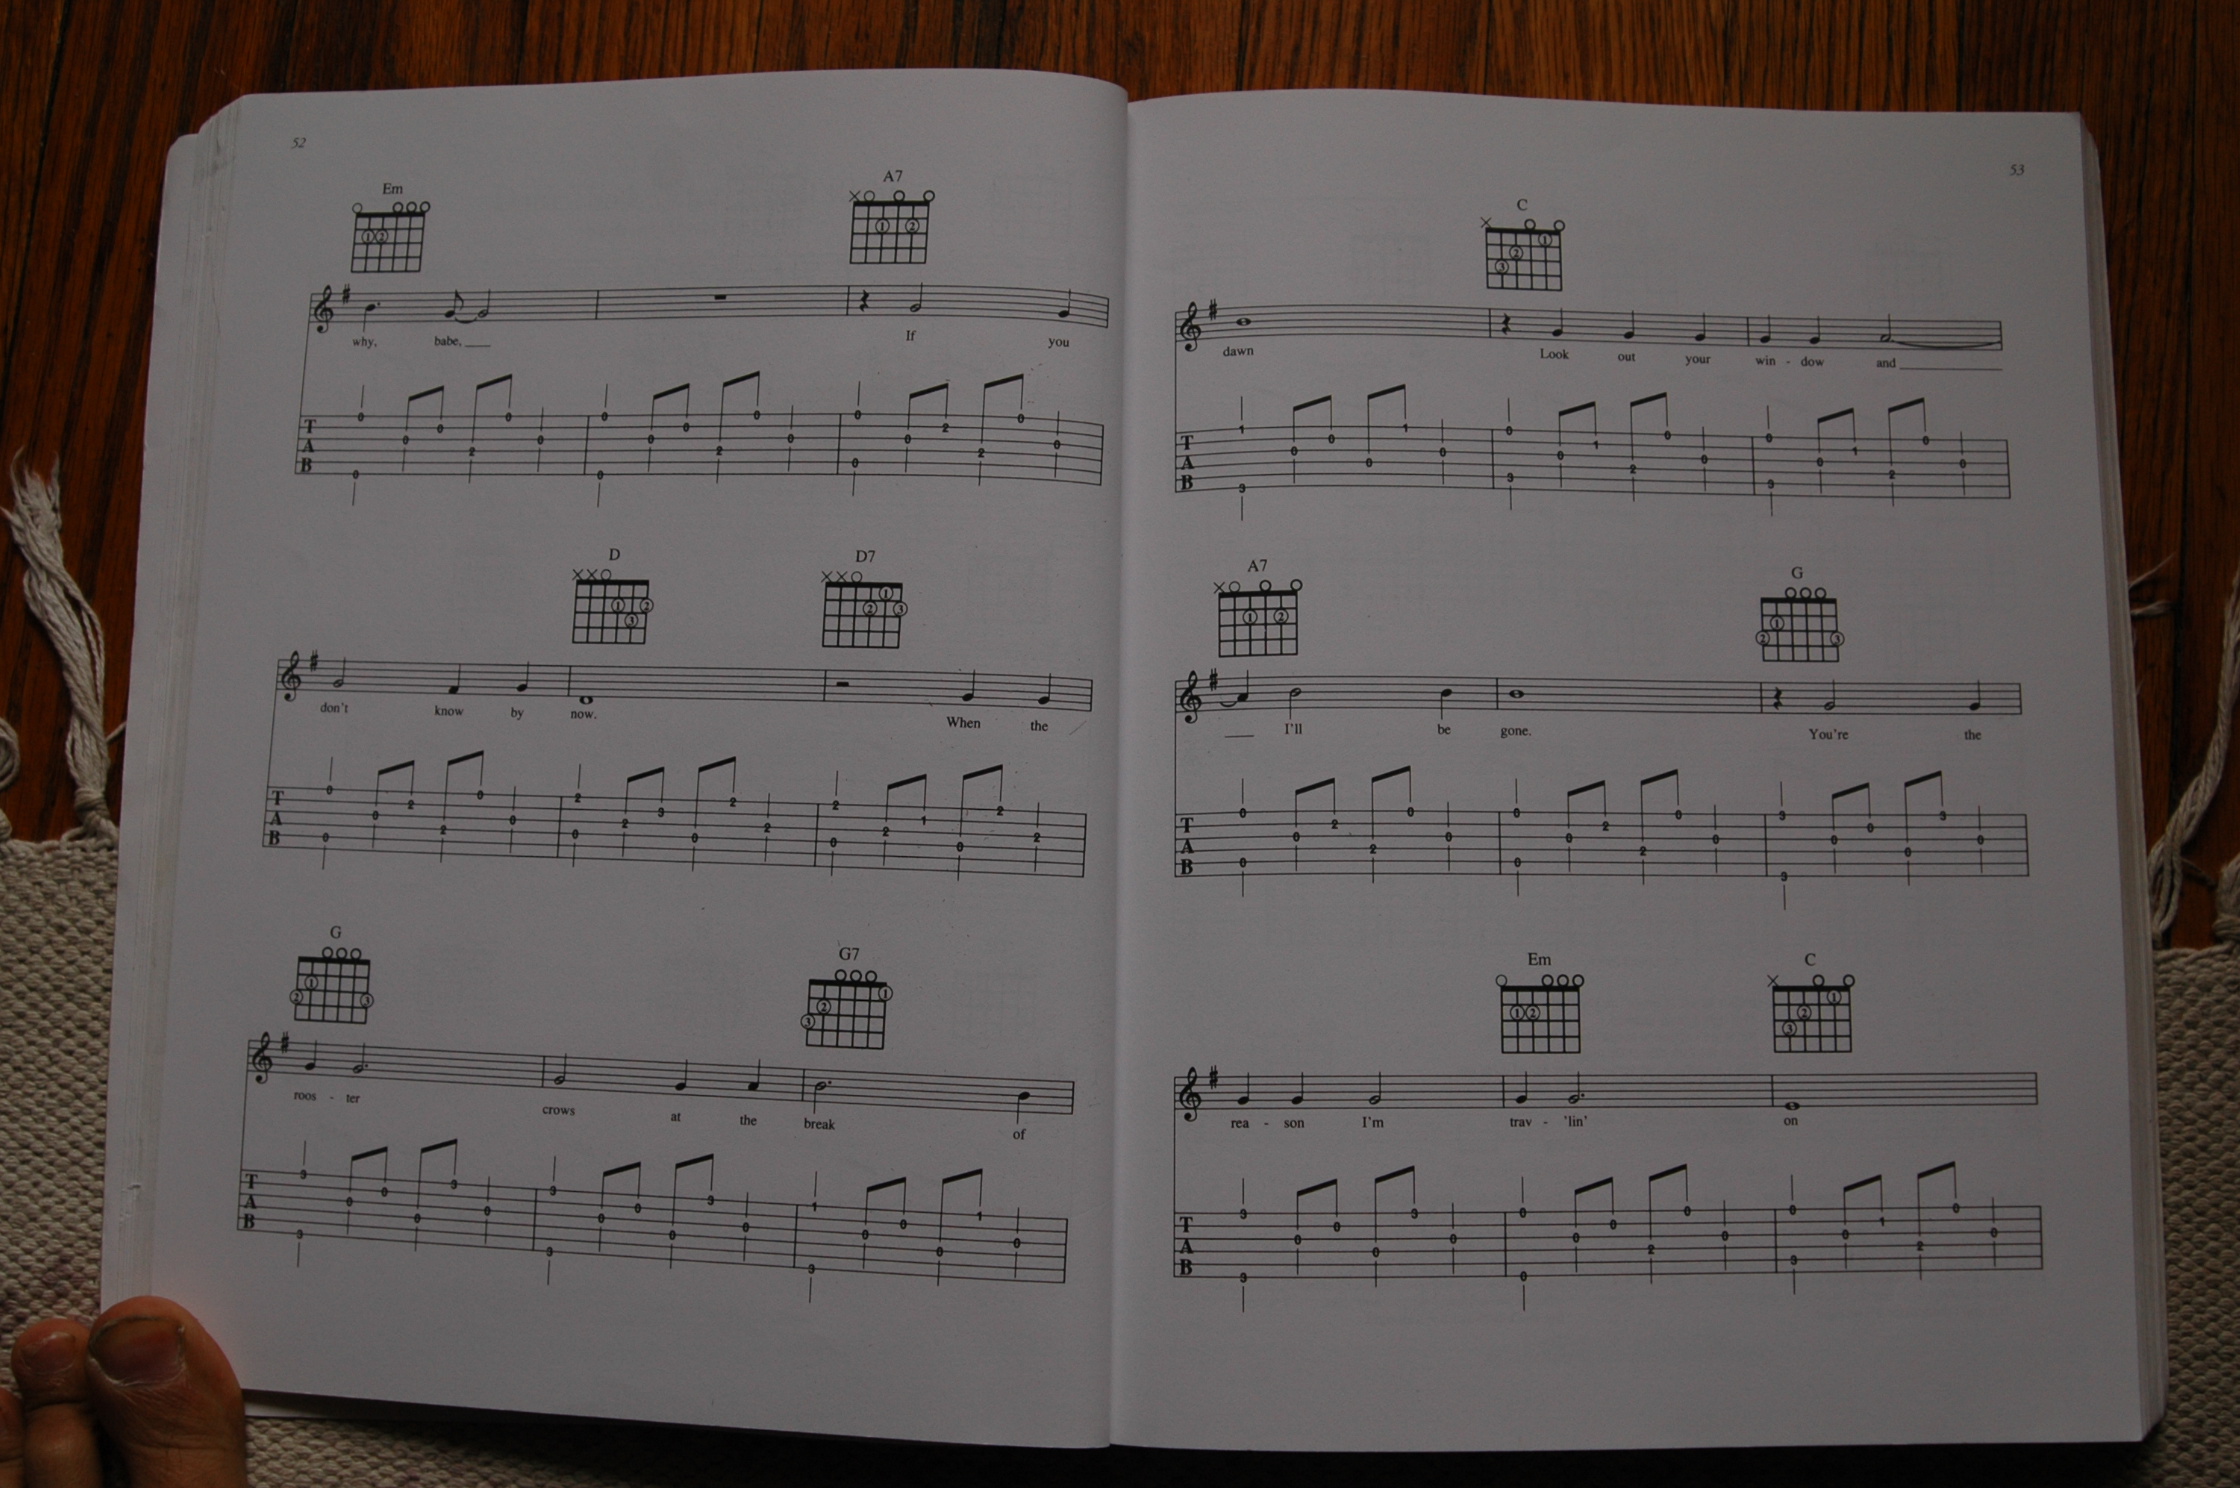 52
Em A7
why, babe, If you
T
A
B
D D7
don't know by now. When the
T
A
B
G G7
roos - ter crows at the break of
T
A
B
53
C
dawn Look out your win - dow and
T
A
B
A7 G
I'll be gone. You're the
T
A
B
Em C
rea - son I'm trav - 'lin' on
T
A
B